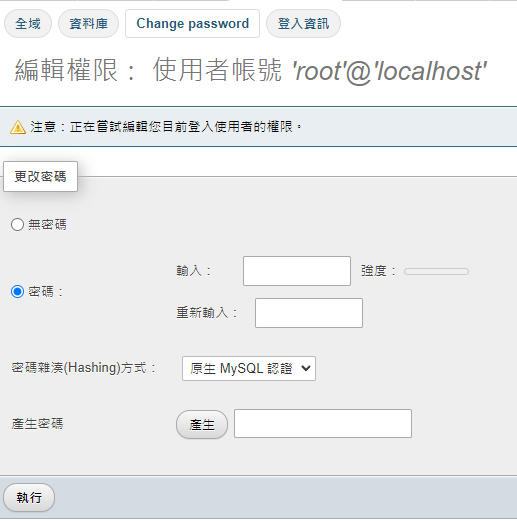 全域 資料庫 Change password 登入資訊
編輯權限： 使用者帳號 'root'@'localhost'
注意：正在嘗試編輯您目前登入使用者的權限。
更改密碼
無密碼
輸入： 強度：
密碼：
重新輸入：
密碼雜湊(Hashing)方式： 原生 MySQL 認證
產生密碼 產生
執行